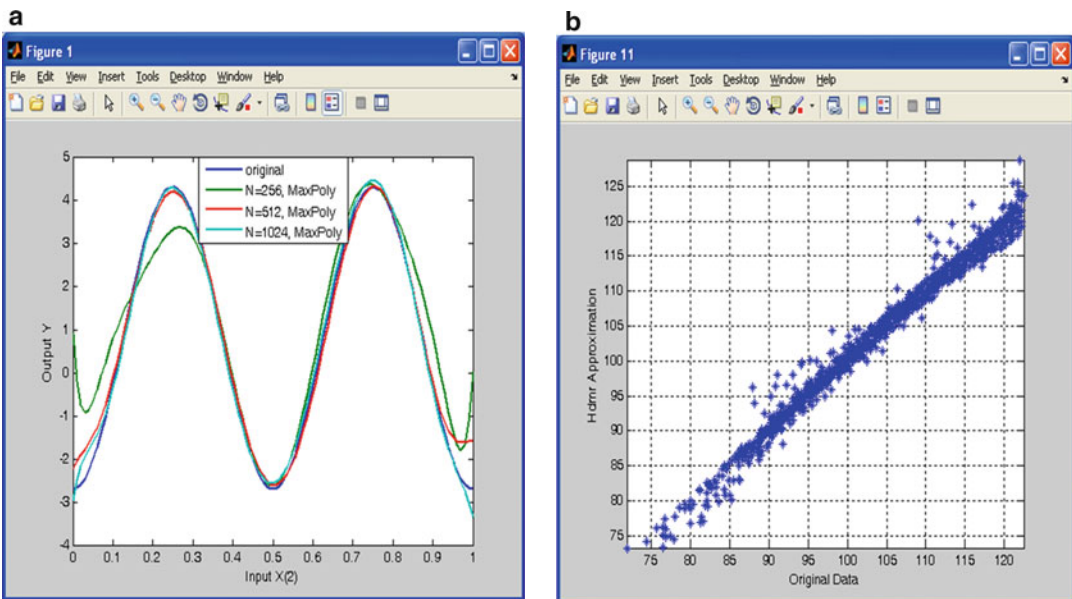 a
Figure 1
File Edit View Insert Tools Desktop Window Help
5
4
3
2
1
0
-1
-2
-3
-4
Output Y
original
N=256, MaxPoly
N=512, MaxPoly
N=1024, MaxPoly
0 0.1 0.2 0.3 0.4 0.5 0.6 0.7 0.8 0.9 1
Input X(2)
b
Figure 11
File Edit View Insert Tools Desktop Window Help
125
120
115
110
105
100
95
90
85
80
75
Hdmr Approximation
75 80 85 90 95 100 105 110 115 120
Original Data